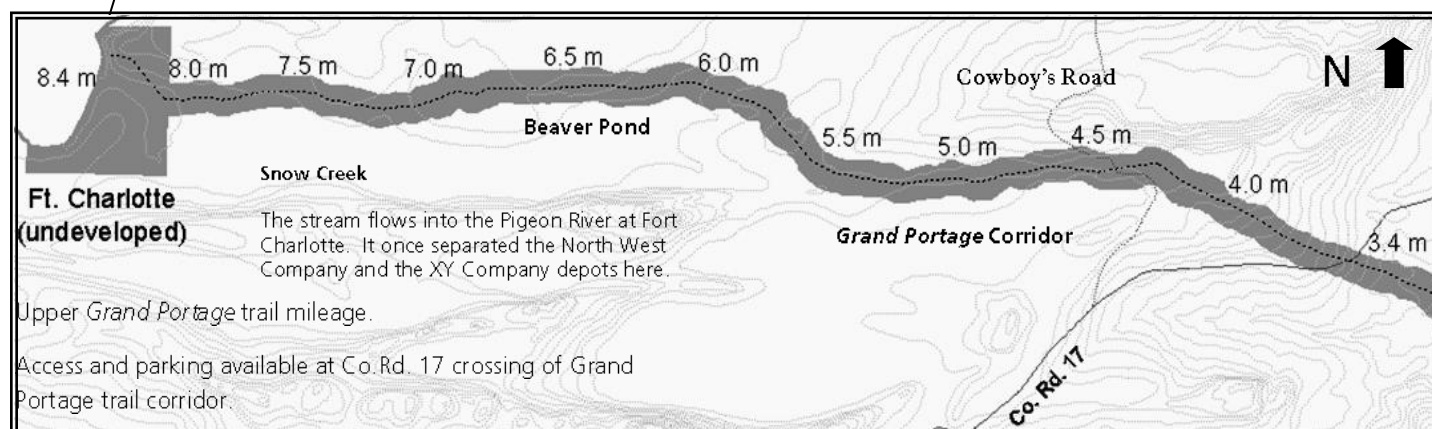 8.4 m
8.0 m
7.5 m
7.0 m
6.5 m
6.0 m
Cowboy's Road
N
Beaver Pond
5.5 m
5.0 m
4.5 m
4.0 m
3.4 m
Ft. Charlotte
(undeveloped)
Snow Creek
The stream flows into the Pigeon River at Fort
Charlotte. It once separated the North West
Company and the XY Company depots here.
Grand Portage Corridor
Upper Grand Portage trail mileage.
Access and parking available at Co.Rd. 17 crossing of Grand
Portage trail corridor.
Co. Rd. 17